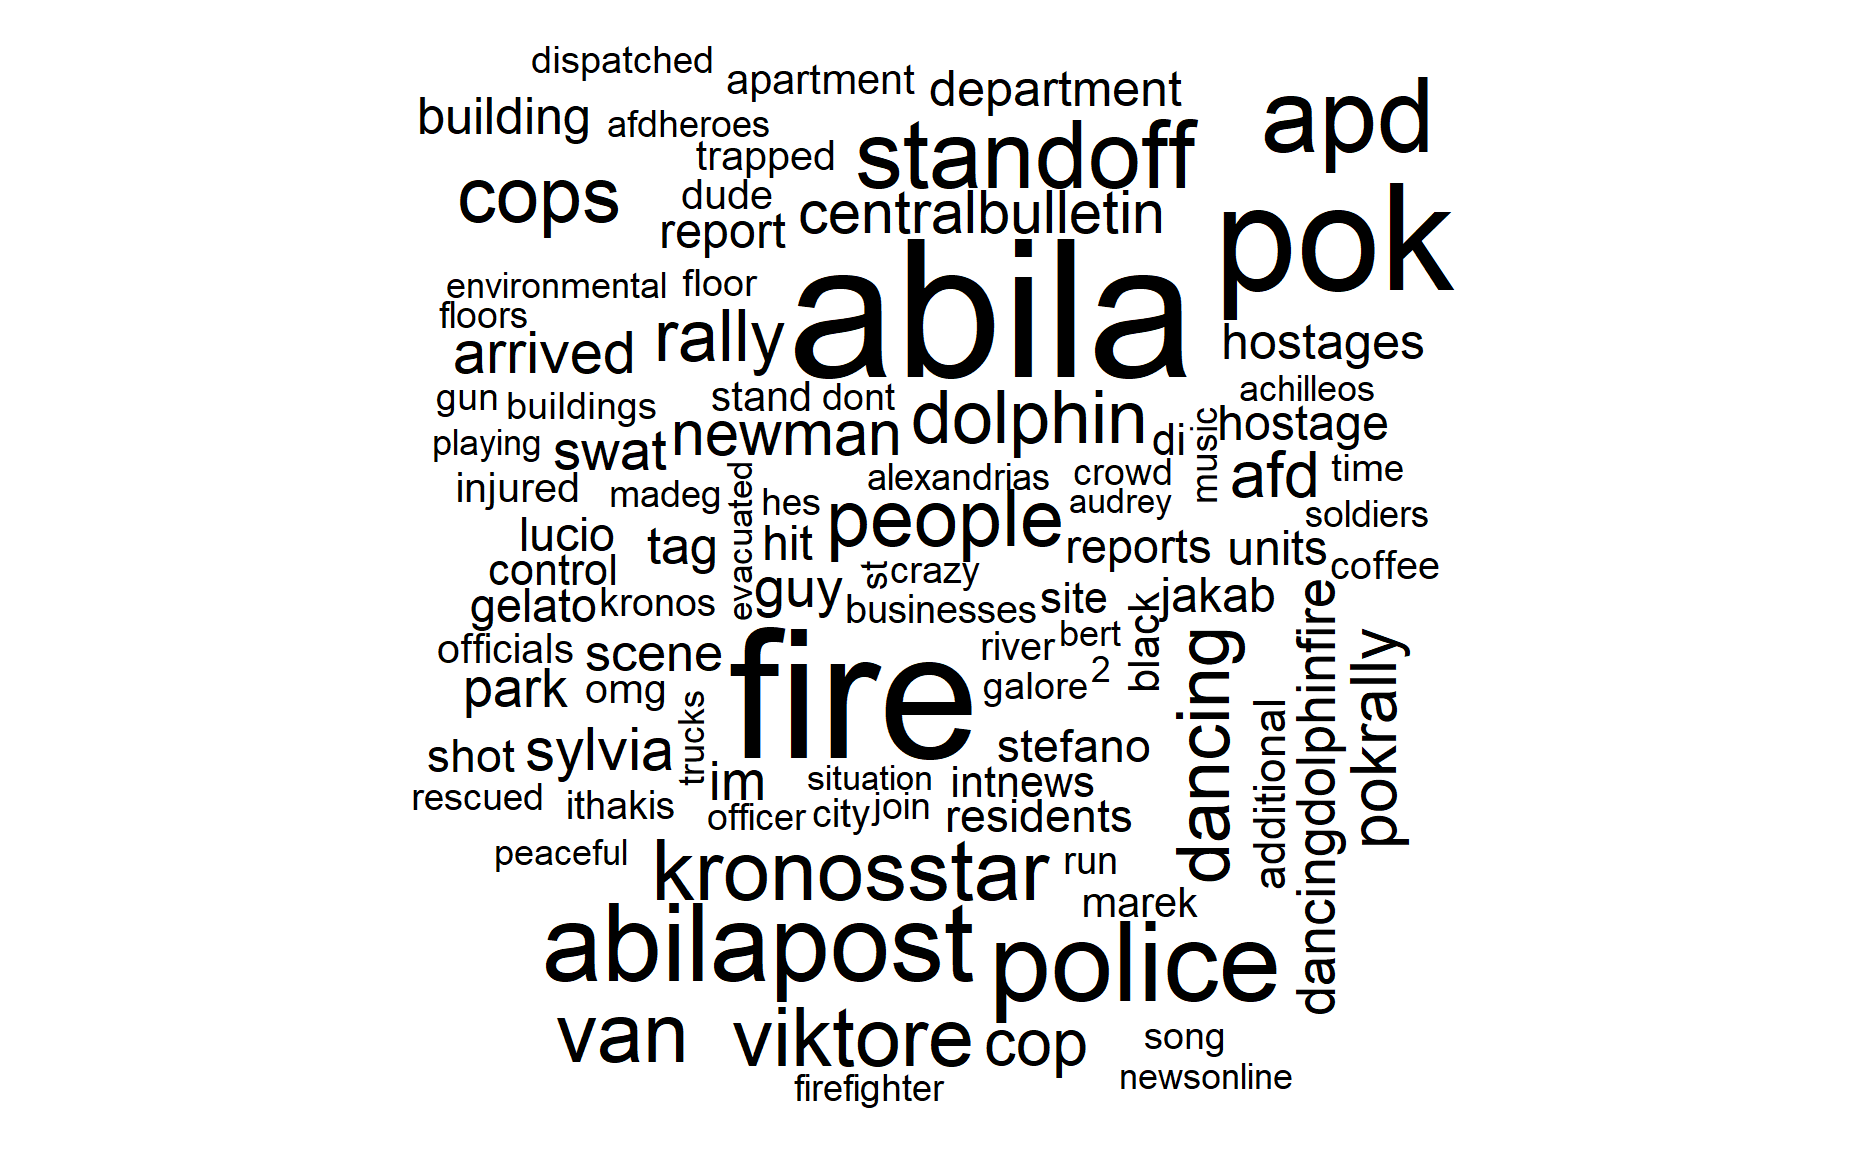 dispatched
apartment
department
building
afdheroes
apd
trapped
standoff
cops
dude
centralbulletin
report
pok
abila
environmental
floor
floors
rally
arrived
hostages
gun
buildings
stand
dont
dolphin
achilleos
playing
swat
newman
di
music
hostage
injured
madeg
evacuated
hes
alexandrias
crowd
audrey
afd
time
people
soldiers
lucio
tag
hit
reports
units
coffee
control
st
crazy
gelato
kronos
guy
businesses
site
black
jakab
officials
scene
fire
river
bert
park
omg
galore
2
dancing
additional
dancingdolphinfire
pokrally
shot
sylvia
trucks
im
stefano
situation
intnews
rescued
ithakis
officer
city
join
residents
peaceful
kronosstar
run
marek
abilapost
police
van
viktore
cop
song
newsonline
firefighter